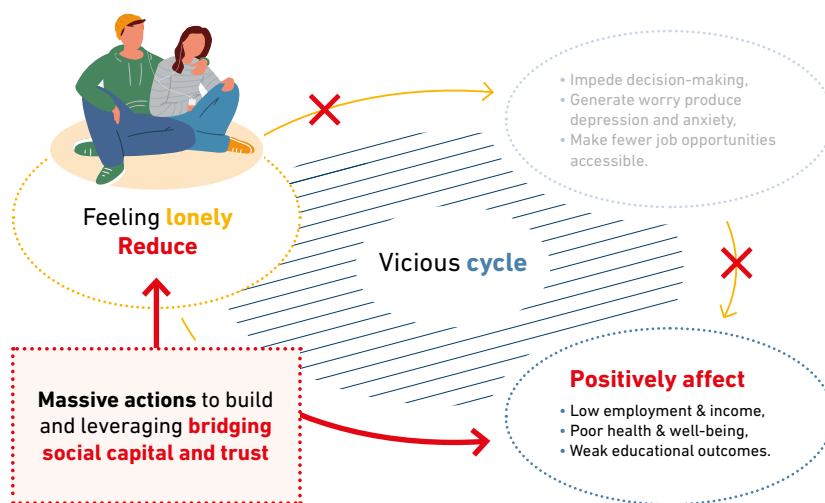 • Impede decision-making,
• Generate worry produce
depression and anxiety,
• Make fewer job opportunities
accessible.
Feeling lonely
Reduce
Vicious cycle
Massive actions to build
and leveraging bridging
social capital and trust
Positively affect
• Low employment & income,
• Poor health & well-being,
• Weak educational outcomes.